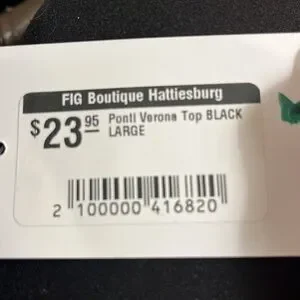 FIG Boutique Hattiesburg
$23.95 Ponti Verona Top BLACK
LARGE
2 100000 416820